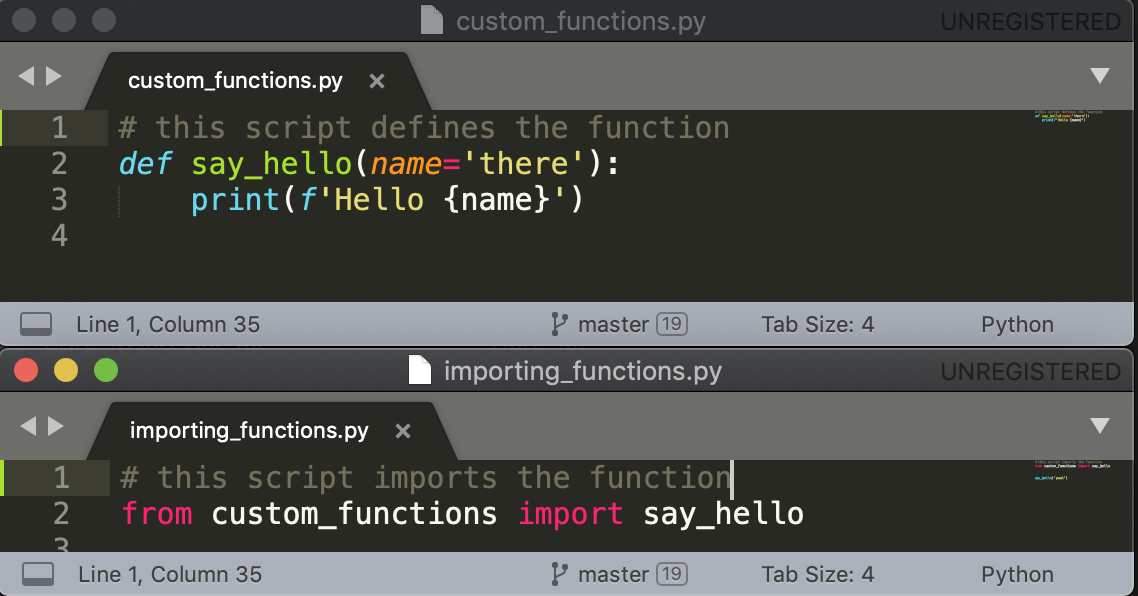 custom_functions.py
UNREGISTERED
custom_functions.py ×
1 # this script defines the function
2 def say_hello(name='there'):
3     print(f'Hello {name}')
4
Line 1, Column 35 master 19 Tab Size: 4 Python
importing_functions.py
UNREGISTERED
importing_functions.py ×
1 # this script imports the function
2 from custom_functions import say_hello
3
Line 1, Column 35 master 19 Tab Size: 4 Python